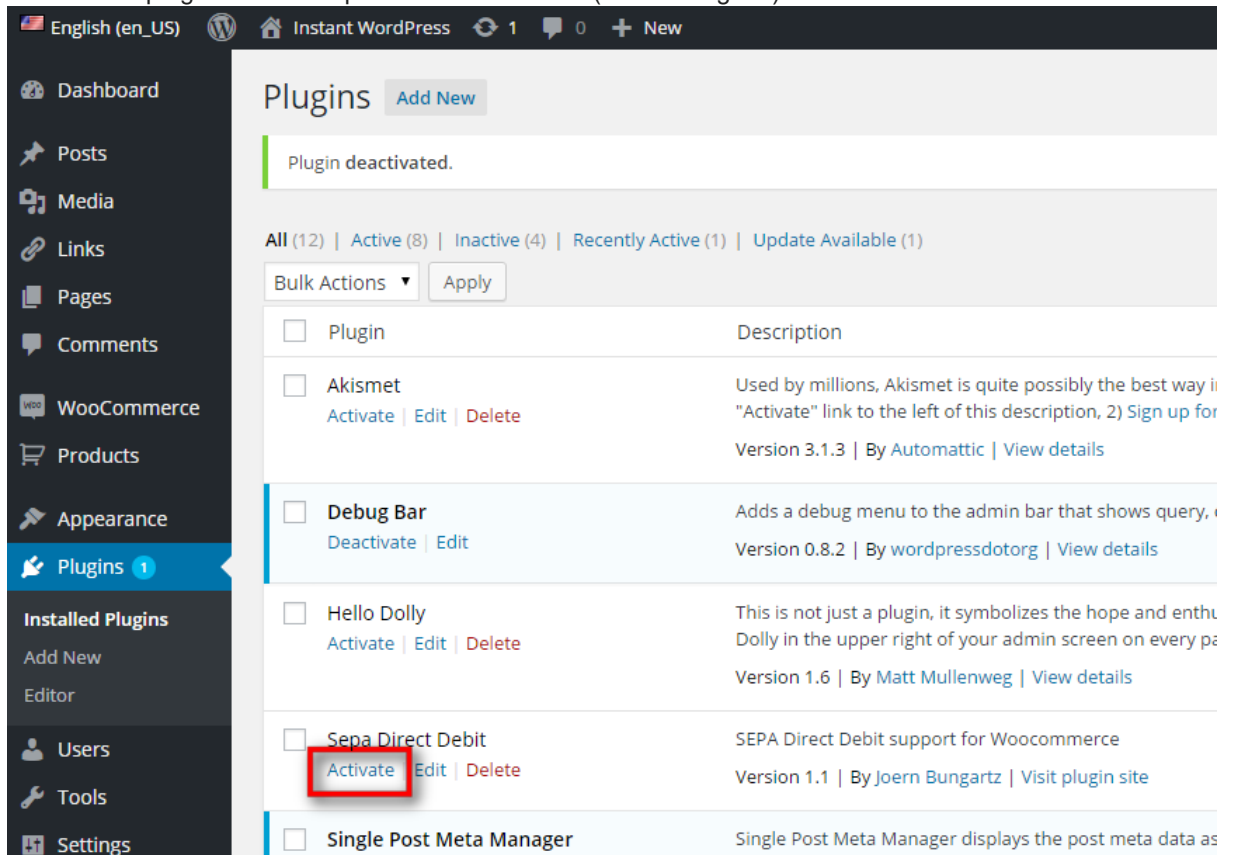 English (en_US) Instant WordPress 1 0 + New
Dashboard
Posts
Media
Links
Pages
Comments
WooCommerce
Products
Appearance
Plugins 1
Installed Plugins
Add New
Editor
Users
Tools
Settings
Plugins Add New
Plugin deactivated.
All (12) | Active (8) | Inactive (4) | Recently Active (1) | Update Available (1)
Bulk Actions Apply
Plugin Description
Akismet
Activate | Edit | Delete
Used by millions, Akismet is quite possibly the best way
"Activate" link to the left of this description, 2) Sign up for
Version 3.1.3 | By Automattic | View details
Debug Bar
Deactivate | Edit
Adds a debug menu to the admin bar that shows query,
Version 0.8.2 | By wordpressdotorg | View details
Hello Dolly
Activate | Edit | Delete
This is not just a plugin, it symbolizes the hope and
Dolly in the upper right of your admin screen on every
Version 1.6 | By Matt Mullenweg | View details
Sepa Direct Debit
Activate | Edit | Delete
SEPA Direct Debit support for Woocommerce
Version 1.1 | By Joern Bungartz | Visit plugin site
Single Post Meta Manager
Single Post Meta Manager displays the post meta data as